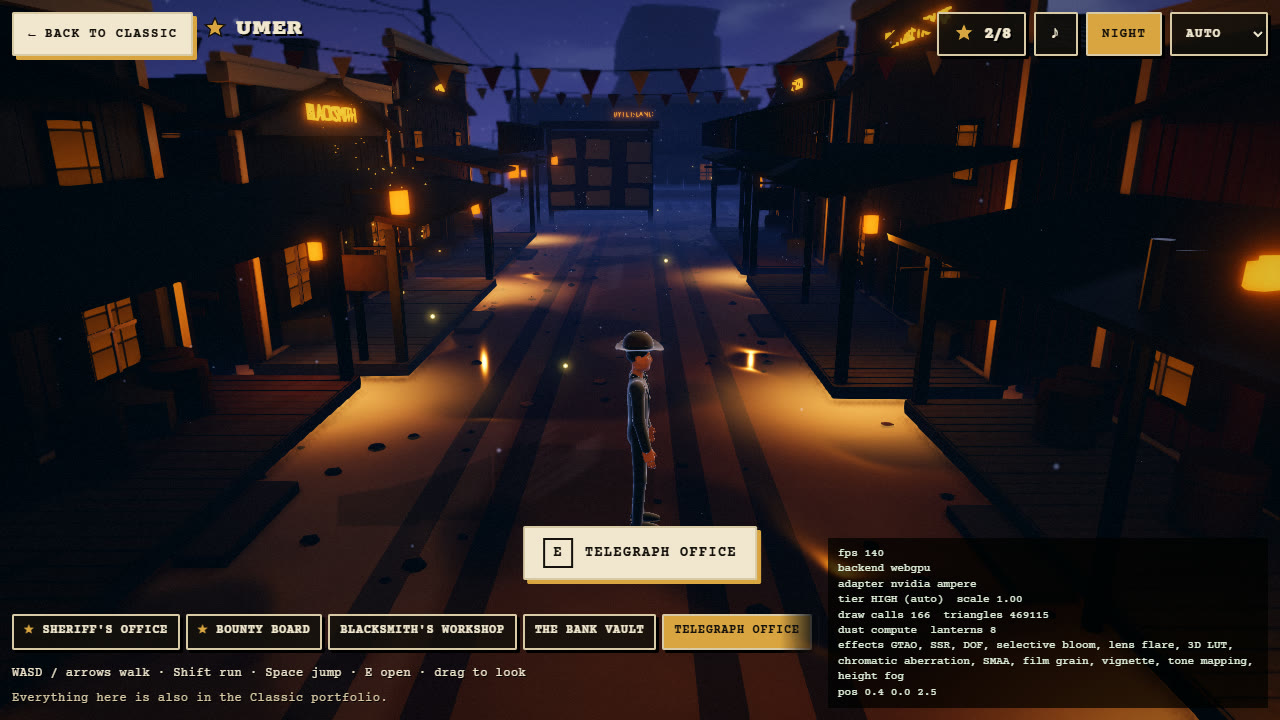 ← BACK TO CLASSIC
★ UMER
★ 2/8
♪
NIGHT
AUTO
BLACKSMITH
E TELEGRAPH OFFICE
★ SHERIFF'S OFFICE
★ BOUNTY BOARD
BLACKSMITH'S WORKSHOP
THE BANK VAULT
TELEGRAPH OFFICE
WASD / arrows walk · Shift run · Space jump · E open · drag to look
Everything here is also in the Classic portfolio.
fps 140
backend webgpu
adapter nvidia ampere
tier HIGH (auto) scale 1.00
draw calls 166 triangles 469115
dust compute lanterns 8
effects GTAO, SSR, DOF, selective bloom, lens flare, 3D LUT,
chromatic aberration, SMAA, film grain, vignette, tone mapping,
height fog
pos 0.4 0.0 2.5